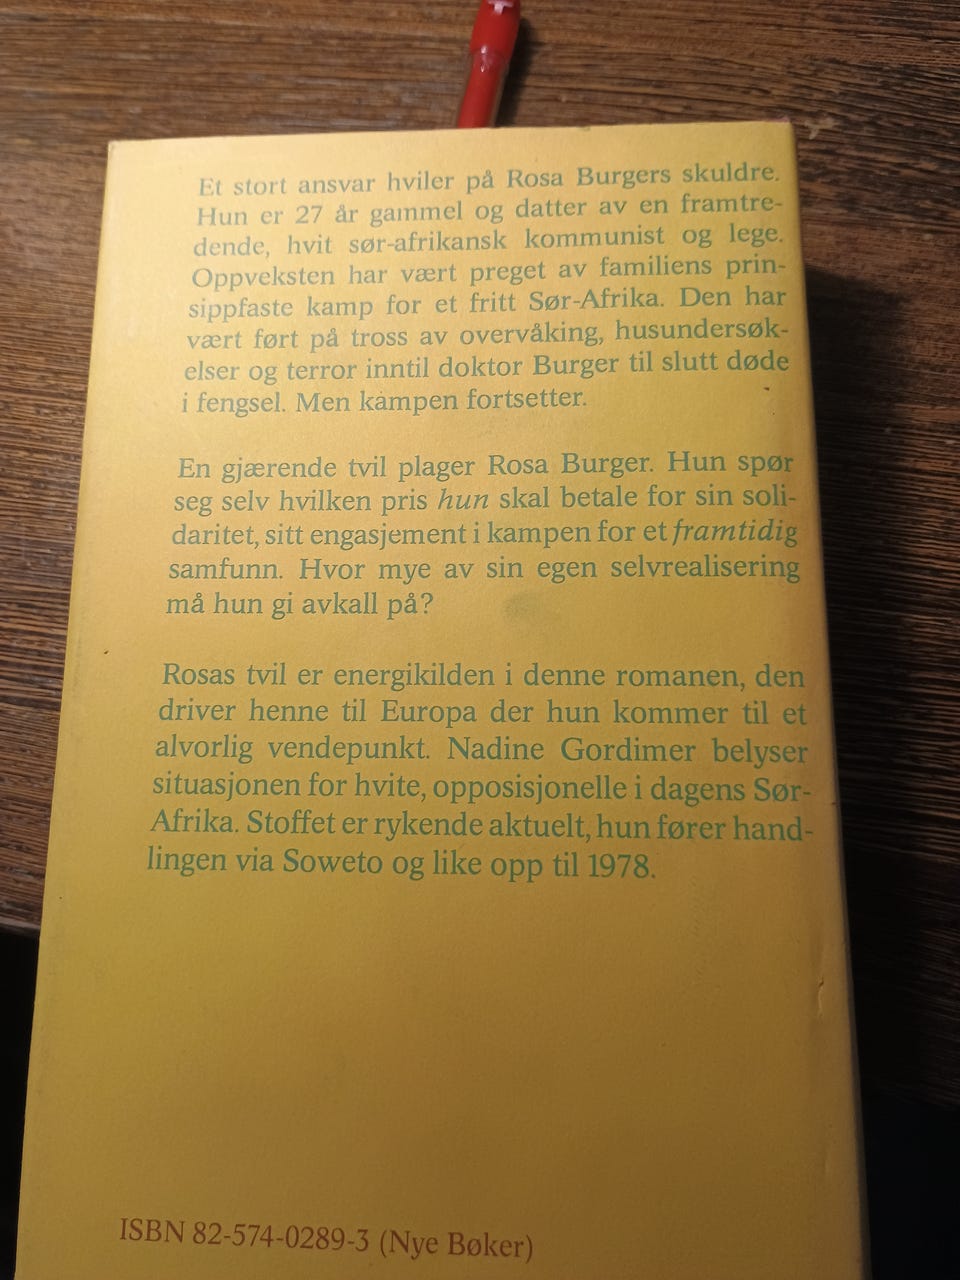 Et stort ansvar hviler på Rosa Burgers skuldre.
Hun er 27 år gammel og datter av en framtre-
dende, hvit sør-afrikansk kommunist og lege.
Oppveksten har vært preget av familiens prin-
sippfaste kamp for et fritt Sør-Afrika. Den har
vært ført på tross av overvåking, husundersøk-
elser og terror inntil doktor Burger til slutt døde
i fengsel. Men kampen fortsetter.
En gjærende tvil plager Rosa Burger. Hun spør
seg selv hvilken pris hun skal betale for sin soli-
daritet, sitt engasjement i kampen for et framtidig
samfunn. Hvor mye av sin egen selvrealisering
må hun gi avkall på?
Rosas tvil er energikilden i denne romanen, den
driver henne til Europa der hun kommer til et
alvorlig vendepunkt. Nadine Gordimer belyser
situasjonen for hvite, opposisjonelle i dagens Sør-
Afrika. Stoffet er rykende aktuelt, hun fører hand-
lingen via Soweto og like opp til 1978.
ISBN 82-574-0289-3 (Nye Bøker)